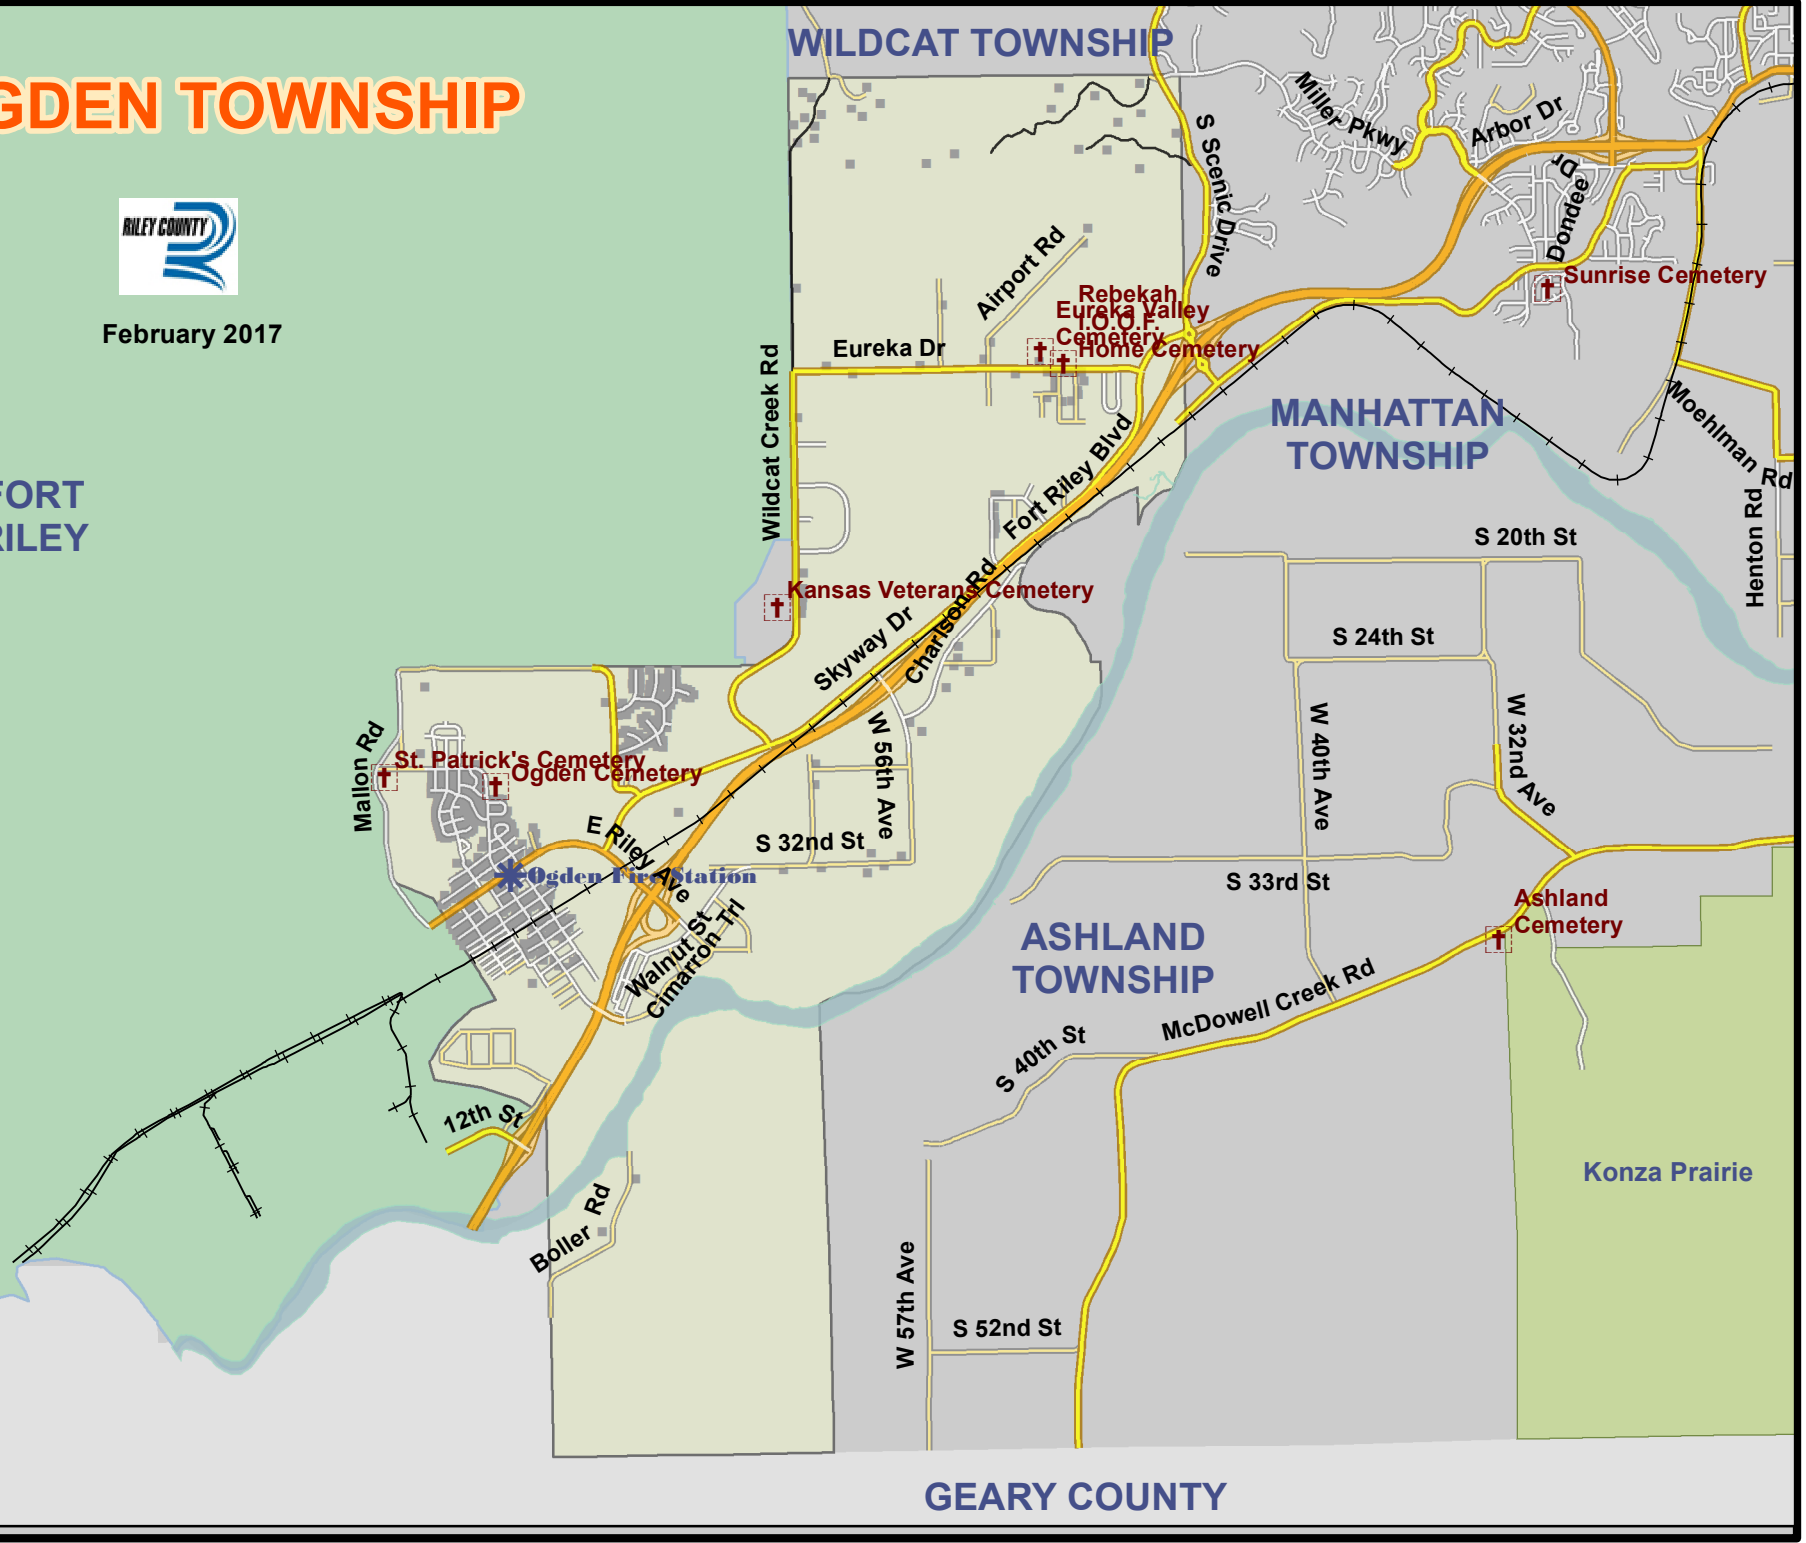 WILDCAT TOWNSHIP
GDEN TOWNSHIP
Miller Pkwy
Arbor Dr
Dondee Dr
S Scenic Drive
RILEY COUNTY
February 2017
Airport Rd
Sunrise Cemetery
Rebekah
I.O.O.F.
Home Cemetery
Eureka Valley
Cemetery
Eureka Dr
Wildcat Creek Rd
MANHATTAN
TOWNSHIP
Moehlman Rd
Fort Riley Blvd
FORT
RILEY
Henton Rd
S 20th St
Kansas Veterans Cemetery
Charlson Rd
Skyway Dr
S 24th St
W 40th Ave
W 32nd Ave
W 56th Ave
Mallon Rd
St. Patrick's Cemetery
Ogden Cemetery
E Riley Ave
S 32nd St
Ogden Fire Station
S 33rd St
Ashland
Cemetery
Walnut St
Cimarron Trl
ASHLAND
TOWNSHIP
McDowell Creek Rd
S 40th St
12th St
Konza Prairie
Boller Rd
W 57th Ave
S 52nd St
GEARY COUNTY